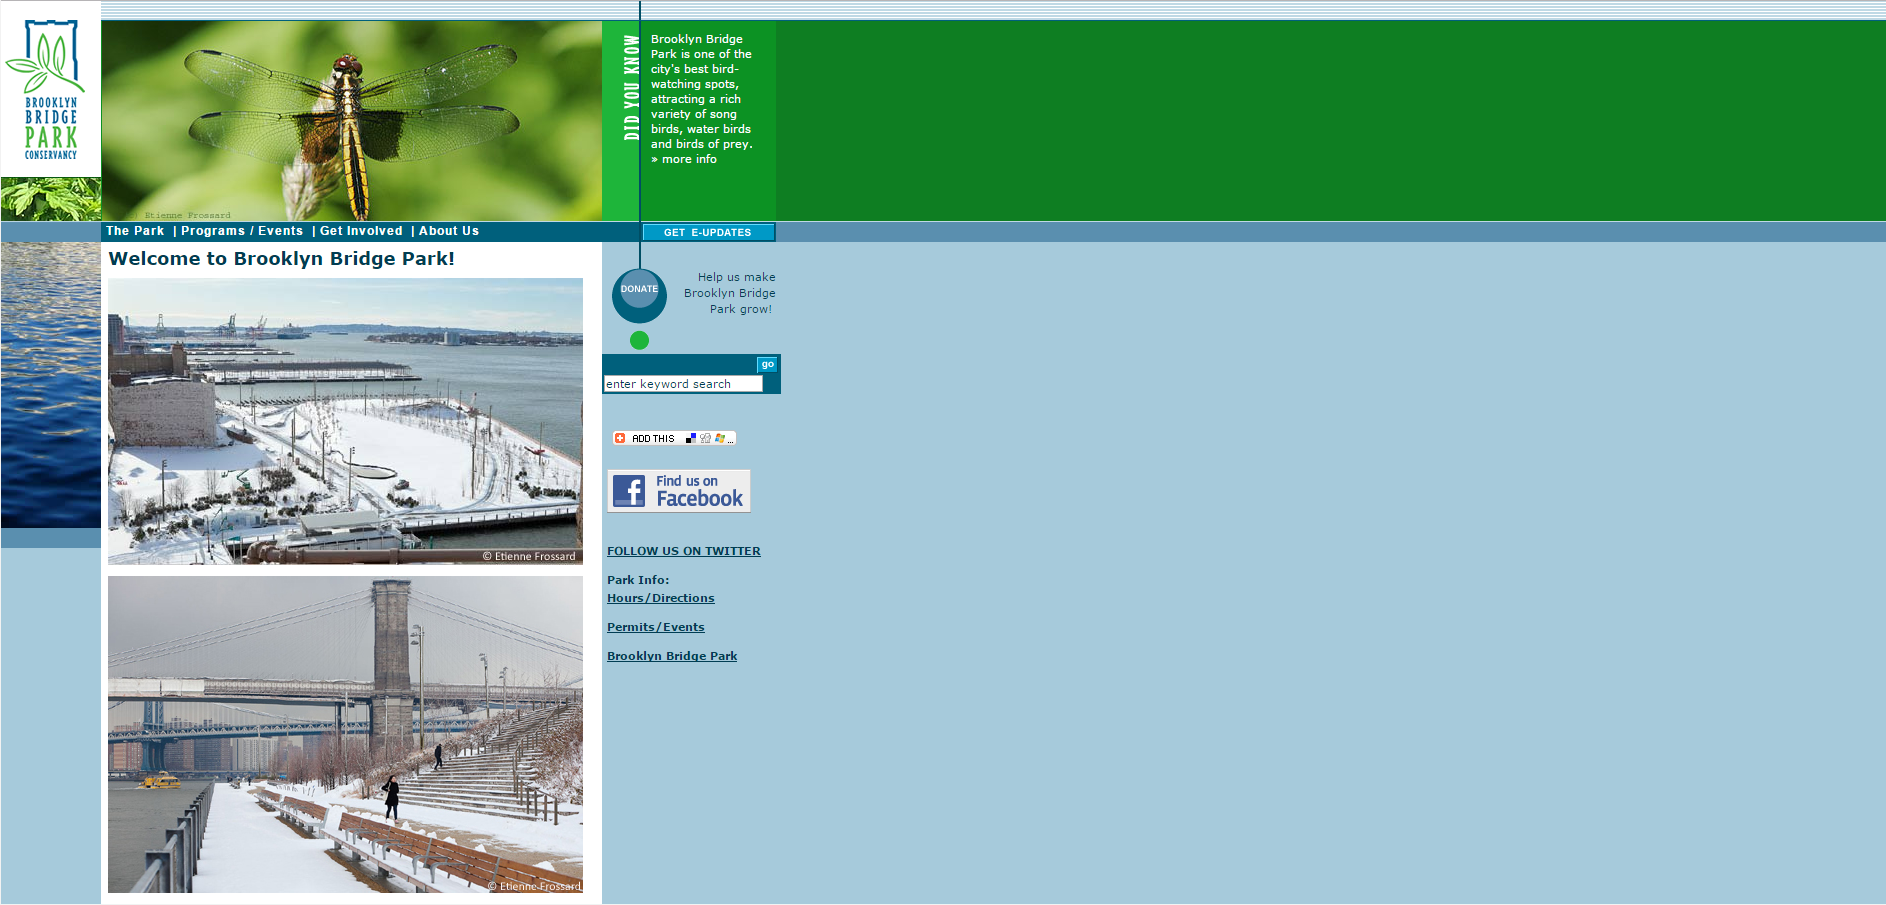 BROOKLYN
BRIDGE
PARK
CONSERVANCY
Etienne Frossard
DID YOU KNOW
Brooklyn Bridge
Park is one of the
city's best bird-
watching spots,
attracting a rich
variety of song
birds, water birds
and birds of prey.
» more info
The Park | Programs / Events | Get Involved | About Us
GET E-UPDATES
Welcome to Brooklyn Bridge Park!
© Etienne Frossard
© Etienne Frossard
DONATE
Help us make
Brooklyn Bridge
Park grow!
go
enter keyword search
ADD THIS ...
Find us on
Facebook
FOLLOW US ON TWITTER
Park Info:
Hours/Directions
Permits/Events
Brooklyn Bridge Park